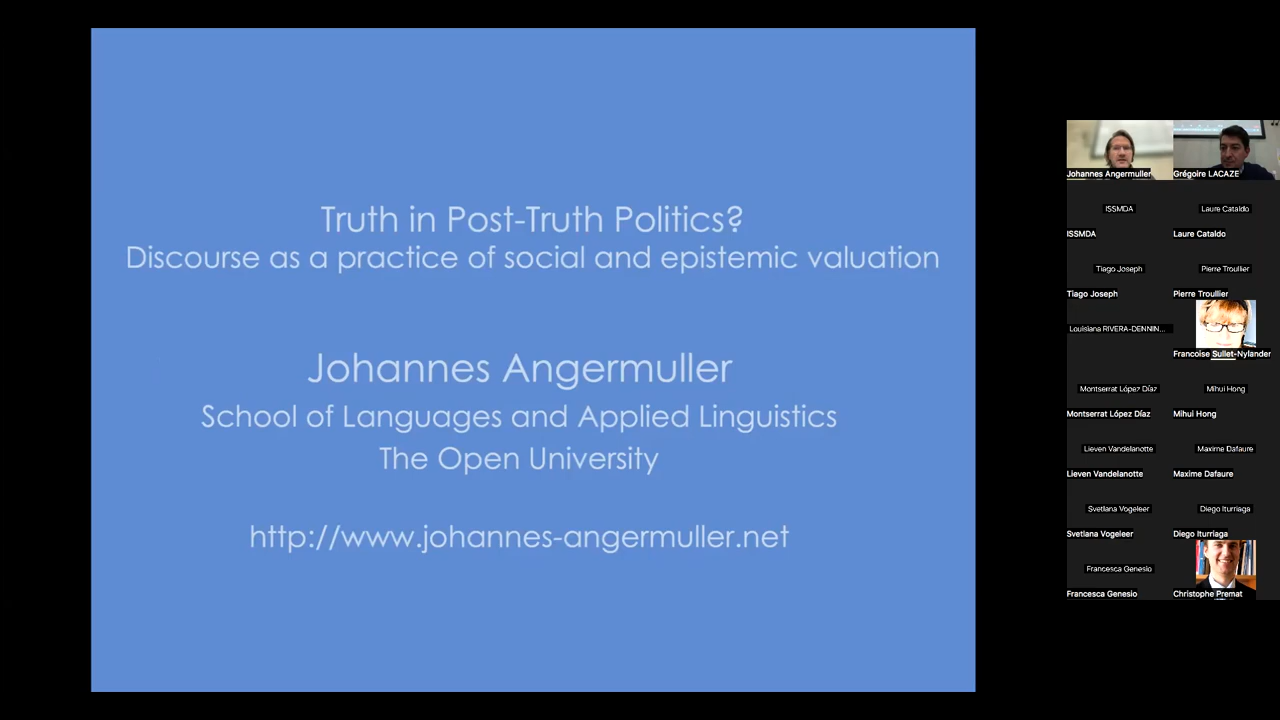 Truth in Post-Truth Politics?
Discourse as a practice of social and epistemic valuation
Johannes Angermuller
School of Languages and Applied Linguistics
The Open University
http://www.johannes-angermuller.net
Johannes Angermuller
Grégoire LACAZE
ISSMDA
Laure Cataldo
ISSMDA
Laure Cataldo
Tiago Joseph
Pierre Troullier
Tiago Joseph
Pierre Troullier
Louisiana RIVERA-DENNIN...
Francoise Sullet-Nylander
Montserrat López Díaz
Mihui Hong
Montserrat López Díaz
Mihui Hong
Lieven Vandelanotte
Maxime Dafaure
Lieven Vandelanotte
Maxime Dafaure
Svetlana Vogeleer
Diego Iturriaga
Svetlana Vogeleer
Diego Iturriaga
Francesca Genesio
Francesca Genesio
Christophe Premat